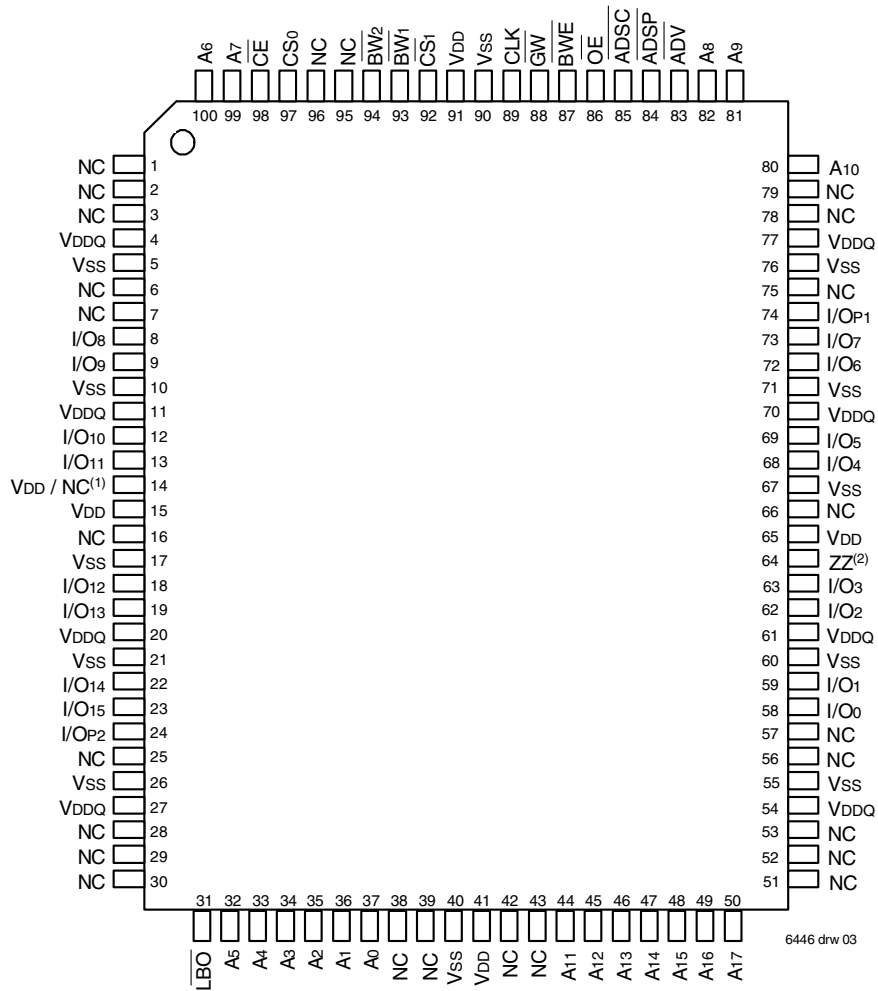 A6 A7 CE CS0 NC NC BW2 BW1 CS1 VDD VSS CLK GW BWE OE ADSC ADSP ADV A8 A9
100 99 98 97 96 95 94 93 92 91 90 89 88 87 86 85 84 83 82 81
NC 1 80 A10
NC 2 79 NC
NC 3 78 NC
VDDQ 4 77 VDDQ
VSS 5 76 VSS
NC 6 75 NC
NC 7 74 I/OP1
I/O8 8 73 I/O7
I/O9 9 72 I/O6
VSS 10 71 VSS
VDDQ 11 70 VDDQ
I/O10 12 69 I/O5
I/O11 13 68 I/O4
VDD / NC(1) 14 67 VSS
VDD 15 66 NC
NC 16 65 VDD
VSS 17 64 ZZ(2)
I/O12 18 63 I/O3
I/O13 19 62 I/O2
VDDQ 20 61 VDDQ
VSS 21 60 VSS
I/O14 22 59 I/O1
I/O15 23 58 I/O0
I/OP2 24 57 NC
NC 25 56 NC
VSS 26 55 VSS
VDDQ 27 54 VDDQ
NC 28 53 NC
NC 29 52 NC
NC 30 51 NC
31 32 33 34 35 36 37 38 39 40 41 42 43 44 45 46 47 48 49 50
LBO A5 A4 A3 A2 A1 A0 NC NC VSS VDD NC NC A11 A12 A13 A14 A15 A16 A17
6446 drw 03